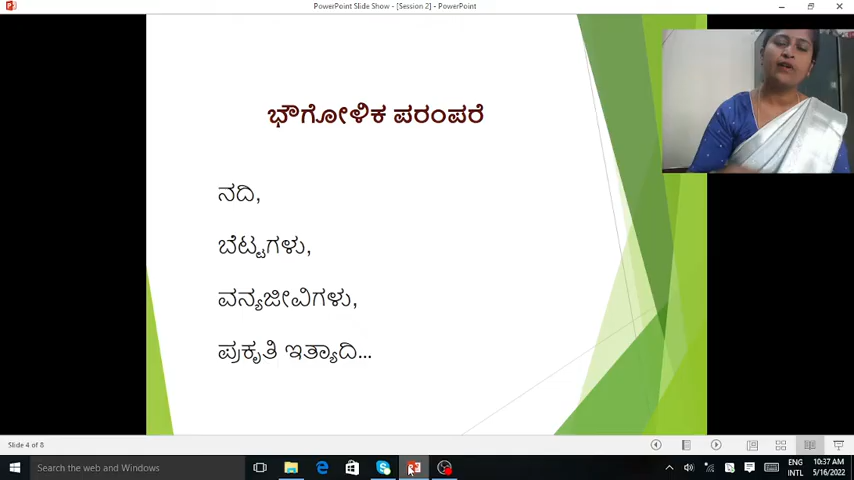 PowerPoint Slide Show - [Session 2] - PowerPoint
ಭೌಗೋಳಿಕ ಪರಂಪರೆ
ನದಿ,
ಬೆಟ್ಟಗಳು,
ವನ್ಯಜೀವಿಗಳು,
ಪ್ರಕೃತಿ ಇತ್ಯಾದಿ...
Slide 4 of 8
Search the web and Windows
ENG
INTL
10:37 AM
5/16/2022